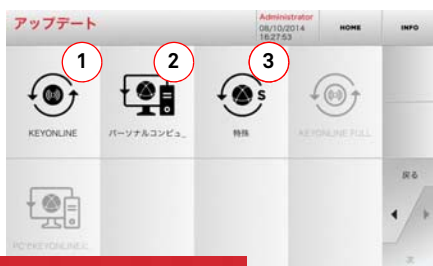 アップデート
Administrator
08/10/2014
16:27:53
HOME
INFO
1
2
3
S
KEYONLINE
パーソナルコンピュ_
特殊
KEYONLINE FULL
戻る
次